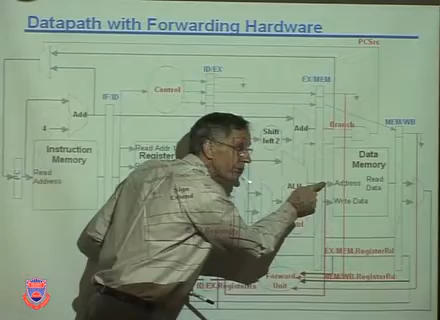 Datapath with Forwarding Hardware
PCSrc
ID/EX
EX/MEM
Control
IF/ID
MEM/WB
Add
Add
Branch
4
Shift
left 2
Instruction
Memory
Read Addr 1
Register
Data
Memory
Read
Address
Address
Read
Data
Sign
Extend
ALU
Write Data
EX/MEM.RegisterRd
MEM/WB.RegisterRd
ID/EX.RegisterRs
Forward
Unit